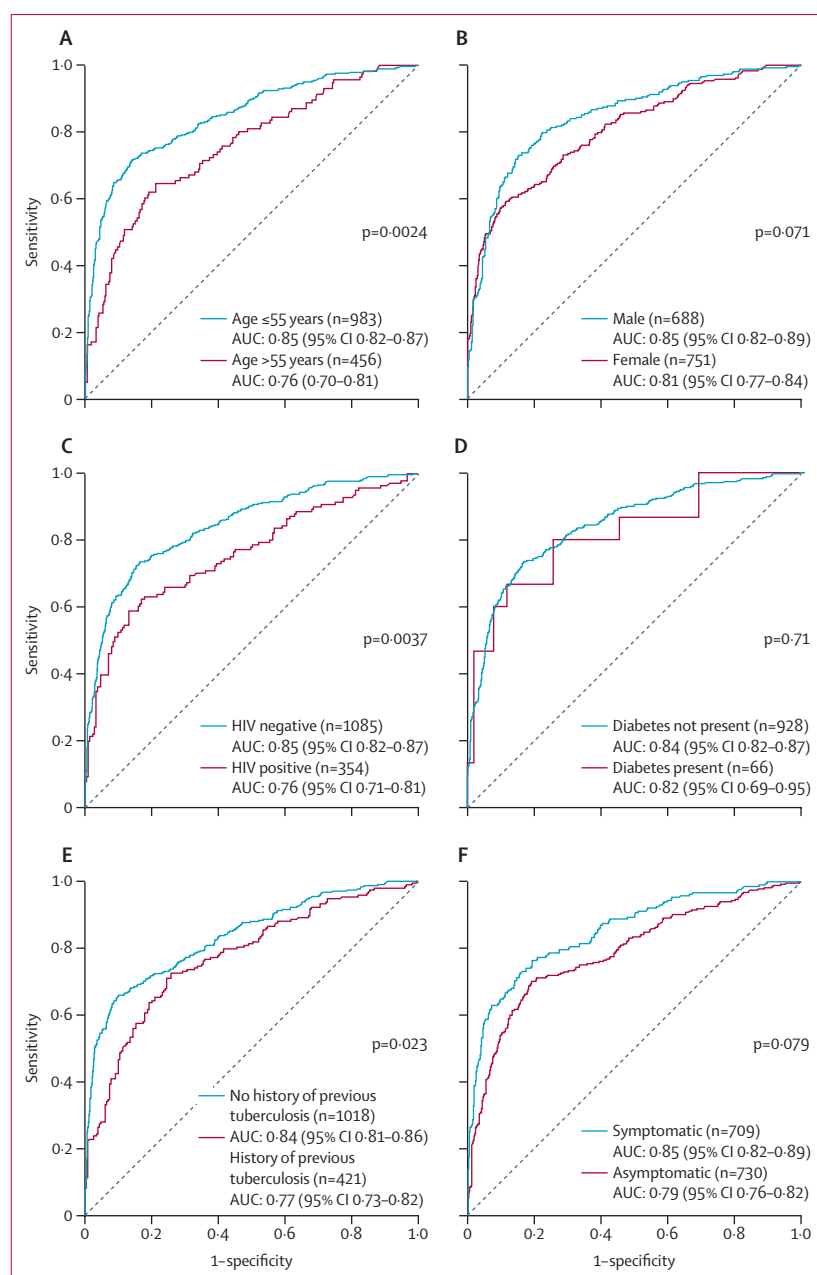 A
1·0
0·8
0·6
0·4
0·2
0
Sensitivity
p=0·0024
Age ≤55 years (n=983)
AUC: 0·85 (95% CI 0·82–0·87)
Age >55 years (n=456)
AUC: 0·76 (0·70–0·81)
B
p=0·071
Male (n=688)
AUC: 0·85 (95% CI 0·82–0·89)
Female (n=751)
AUC: 0·81 (95% CI 0·77–0·84)
C
1·0
0·8
0·6
0·4
0·2
0
Sensitivity
p=0·0037
HIV negative (n=1085)
AUC: 0·85 (95% CI 0·82–0·87)
HIV positive (n=354)
AUC: 0·76 (95% CI 0·71–0·81)
D
p=0·71
Diabetes not present (n=928)
AUC: 0·84 (95% CI 0·82–0·87)
Diabetes present (n=66)
AUC: 0·82 (95% CI 0·69–0·95)
E
1·0
0·8
0·6
0·4
0·2
0
Sensitivity
p=0·023
No history of previous
tuberculosis (n=1018)
AUC: 0·84 (95% CI 0·81–0·86)
History of previous
tuberculosis (n=421)
AUC: 0·77 (95% CI 0·73–0·82)
0 0·2 0·4 0·6 0·8 1·0
1–specificity
F
p=0·079
Symptomatic (n=709)
AUC: 0·85 (95% CI 0·82–0·89)
Asymptomatic (n=730)
AUC: 0·79 (95% CI 0·76–0·82)
0 0·2 0·4 0·6 0·8 1·0
1–specificity